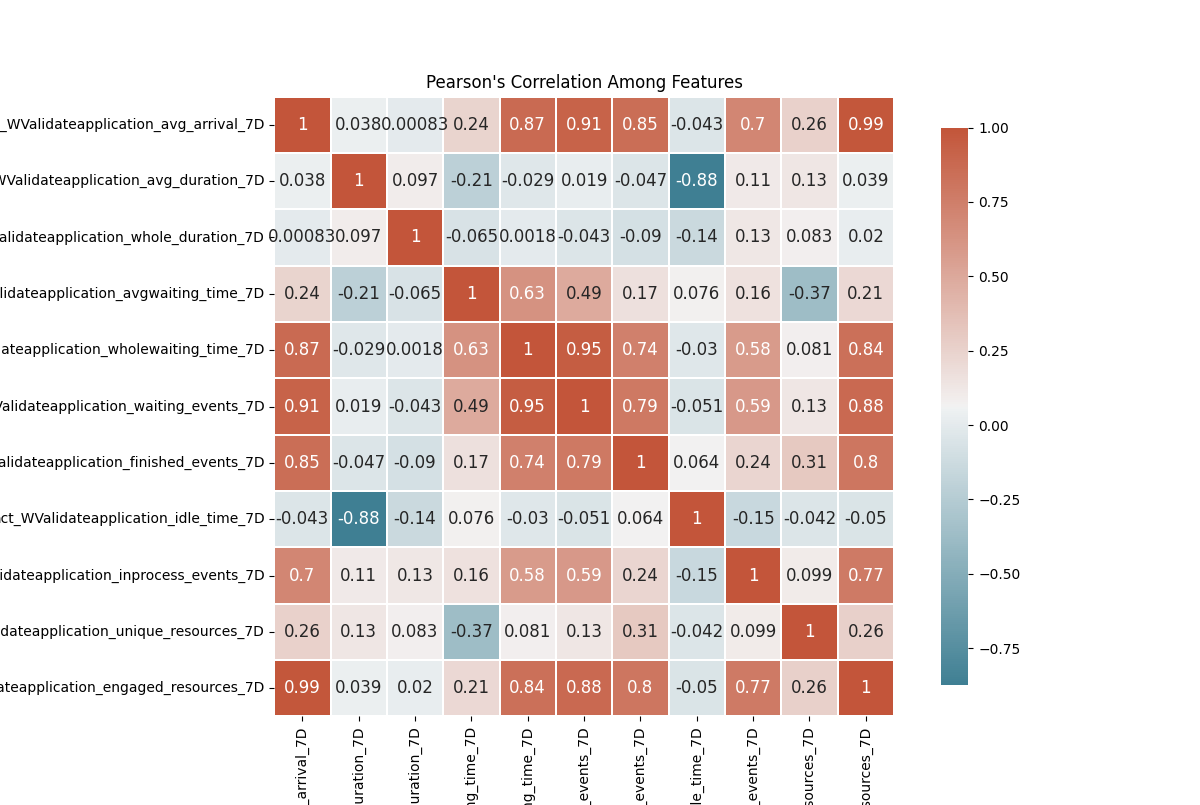 Pearson's Correlation Among Features
_WValidateapplication_avg_arrival_7D 1 0.038 0.00083 0.24 0.87 0.91 0.85 -0.043 0.7 0.26 0.99
WValidateapplication_avg_duration_7D 0.038 1 0.097 -0.21 -0.029 0.019 -0.047 -0.88 0.11 0.13 0.039
alidateapplication_whole_duration_7D 0.00083 0.097 1 -0.065 0.0018 -0.043 -0.09 -0.14 0.13 0.083 0.02
lidateapplication_avgwaiting_time_7D 0.24 -0.21 -0.065 1 0.63 0.49 0.17 0.076 0.16 -0.37 0.21
ateapplication_wholewaiting_time_7D 0.87 -0.029 0.0018 0.63 1 0.95 0.74 -0.03 0.58 0.081 0.84
Validateapplication_waiting_events_7D 0.91 0.019 -0.043 0.49 0.95 1 0.79 -0.051 0.59 0.13 0.88
alidateapplication_finished_events_7D 0.85 -0.047 -0.09 0.17 0.74 0.79 1 0.064 0.24 0.31 0.8
ct_WValidateapplication_idle_time_7D -0.043 -0.88 -0.14 0.076 -0.03 -0.051 0.064 1 -0.15 -0.042 -0.05
idateapplication_inprocess_events_7D 0.7 0.11 0.13 0.16 0.58 0.59 0.24 -0.15 1 0.099 0.77
dateapplication_unique_resources_7D 0.26 0.13 0.083 -0.37 0.081 0.13 0.31 -0.042 0.099 1 0.26
ateapplication_engaged_resources_7D 0.99 0.039 0.02 0.21 0.84 0.88 0.8 -0.05 0.77 0.26 1
_arrival_7D
uration_7D
uration_7D
ng_time_7D
ng_time_7D
_events_7D
_events_7D
le_time_7D
_events_7D
sources_7D
sources_7D
1.00
0.75
0.50
0.25
0.00
−0.25
−0.50
−0.75